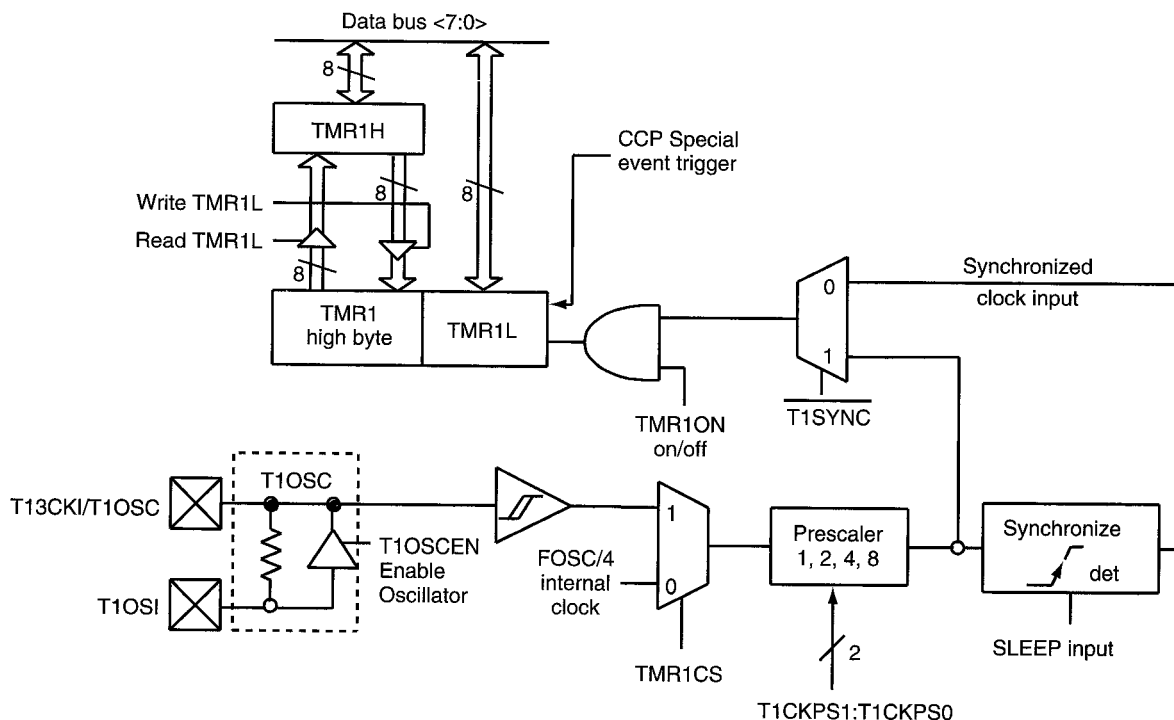 Data bus <7:0>
8
TMR1H
CCP Special
event trigger
8
8
Write TMR1L
Read TMR1L
8
TMR1
high byte
TMR1L
0
1
Synchronized
clock input
T1SYNC
TMR1ON
on/off
T1OSC
T13CKI/T1OSC
T1OSCEN
Enable
Oscillator
T1OSI
FOSC/4
internal
clock
1
0
TMR1CS
Prescaler
1, 2, 4, 8
2
T1CKPS1:T1CKPS0
Synchronize
det
SLEEP input